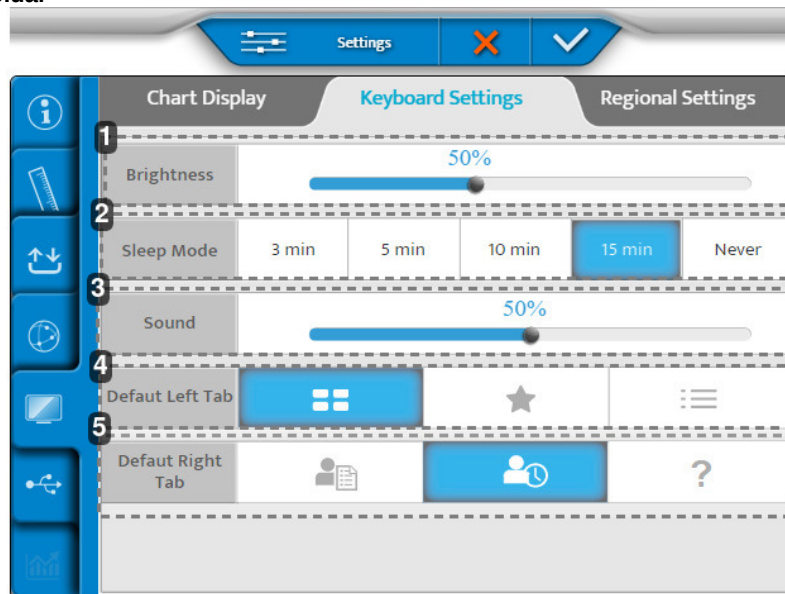 Settings
Chart Display Keyboard Settings Regional Settings
1
50%
Brightness
2
Sleep Mode 3 min 5 min 10 min 15 min Never
3
50%
Sound
4
Defaut Left Tab
5
Defaut Right
Tab
?